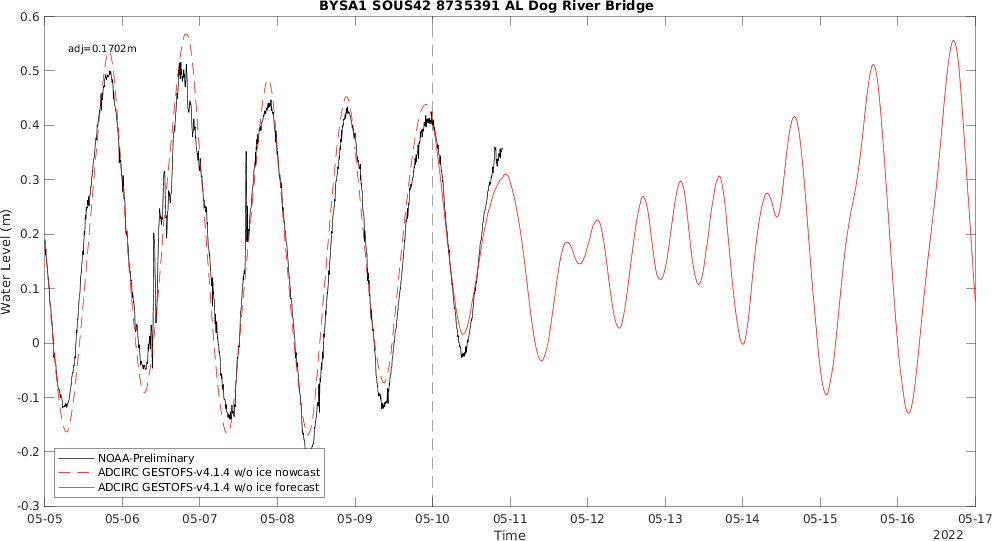 BYSA1 SOUS42 8735391 AL Dog River Bridge
adj=0.1702m
0.6
0.5
0.4
0.3
0.2
0.1
0
-0.1
-0.2
-0.3
Water Level (m)
NOAA-Preliminary
ADCIRC GESTOFS-v4.1.4 w/o ice nowcast
ADCIRC GESTOFS-v4.1.4 w/o ice forecast
05-05 05-06 05-07 05-08 05-09 05-10 05-11 05-12 05-13 05-14 05-15 05-16 05-17
Time
2022